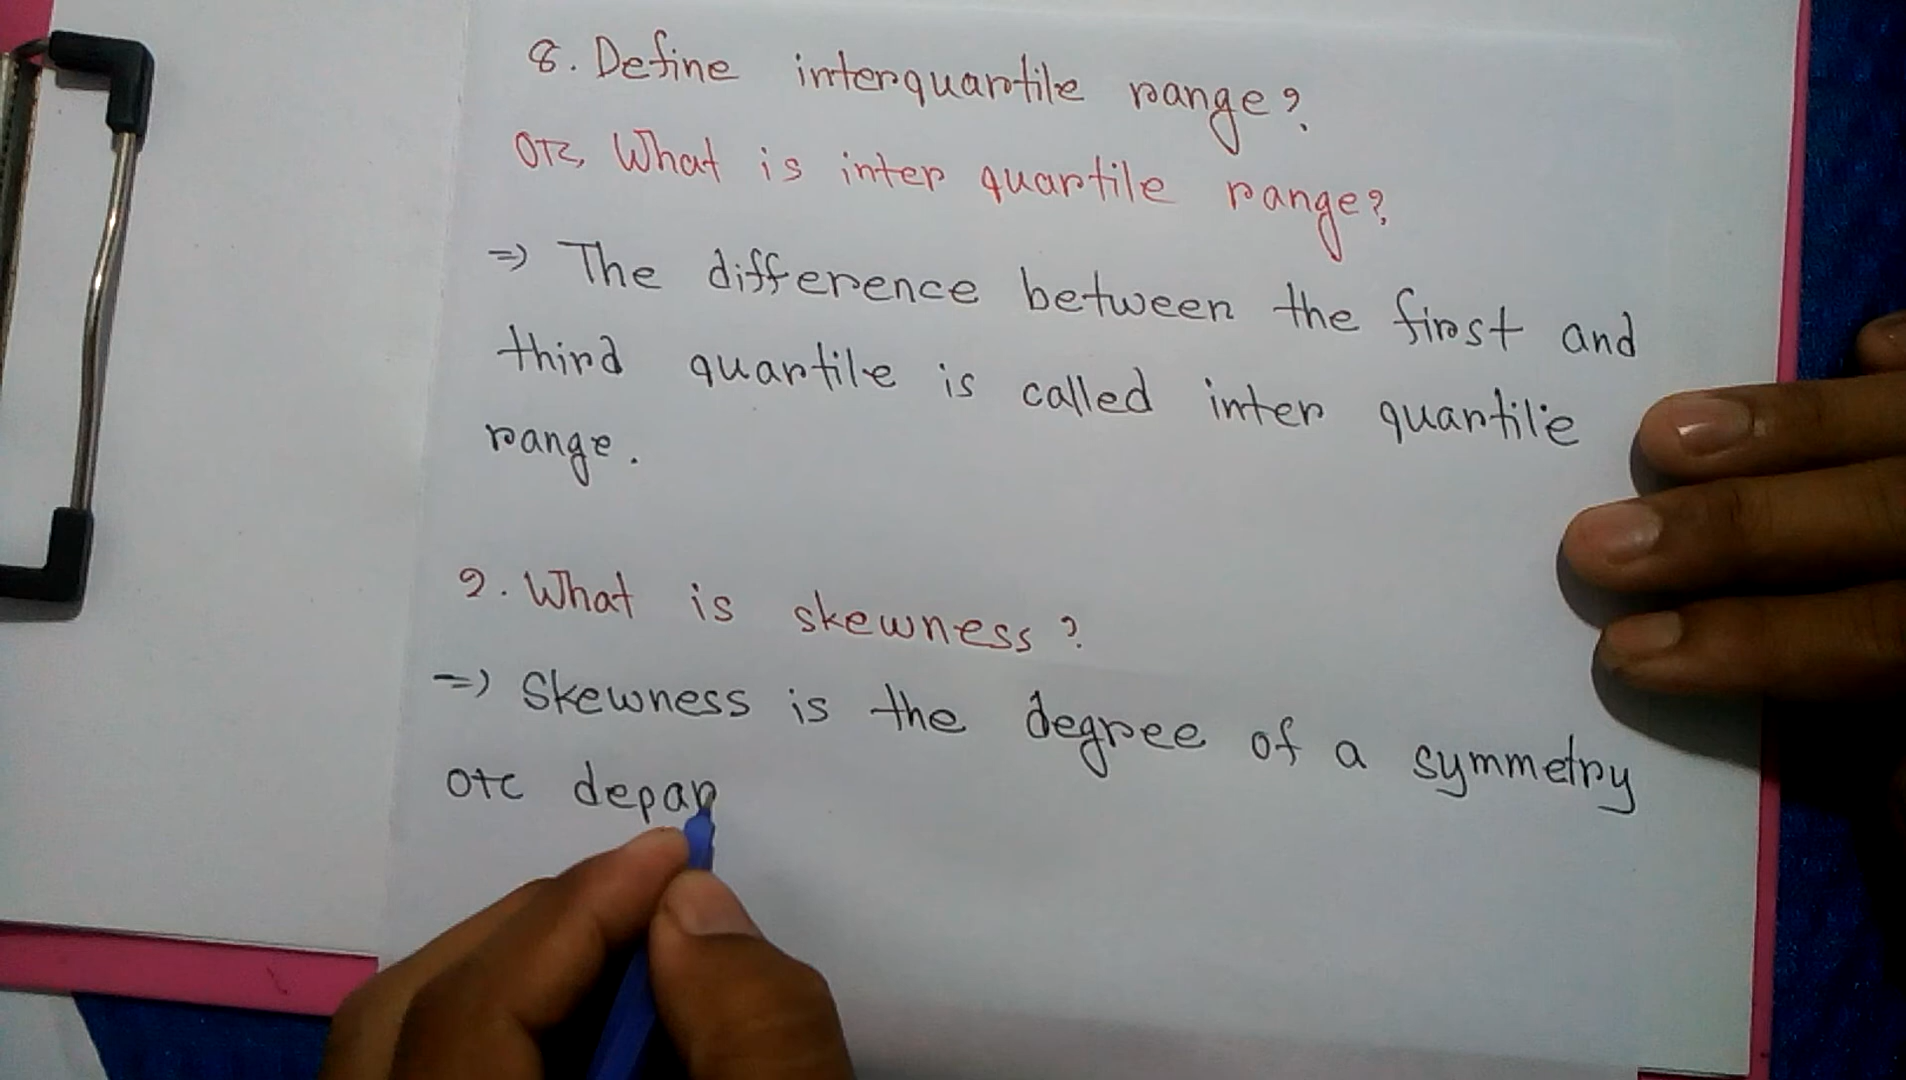 8. Define interquartile range?
Or, What is inter quartile range?
=> The difference between the first and
third quartile is called inter quartile
range.
9. What is skewness?
=> Skewness is the degree of a symmetry
or depar